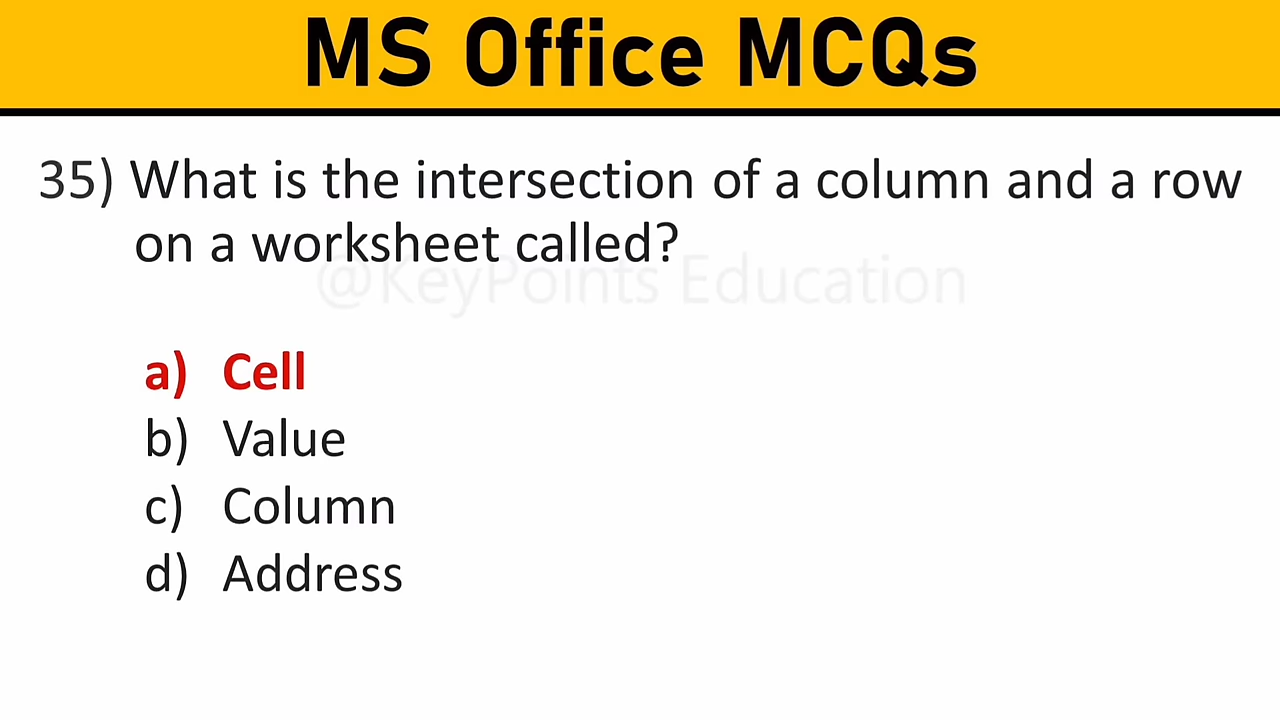 MS Office MCQs
35) What is the intersection of a column and a row
on a worksheet called?
@KeyPoints Education
a) Cell
b) Value
c) Column
d) Address